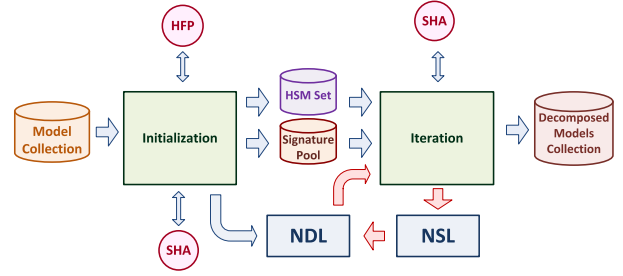 HFP
SHA
Model
Collection
Initialization
HSM Set
Signature
Pool
Iteration
Decomposed
Models
Collection
SHA
NDL
NSL